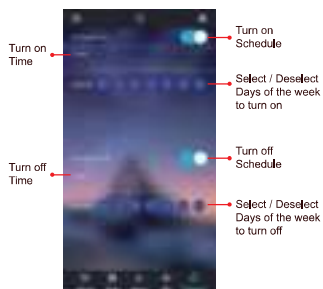 Turn on
Schedule
Turn on
Time
Select / Deselect
Days of the week
to turn on
Turn off
Schedule
Turn off
Time
Select / Deselect
Days of the week
to turn off